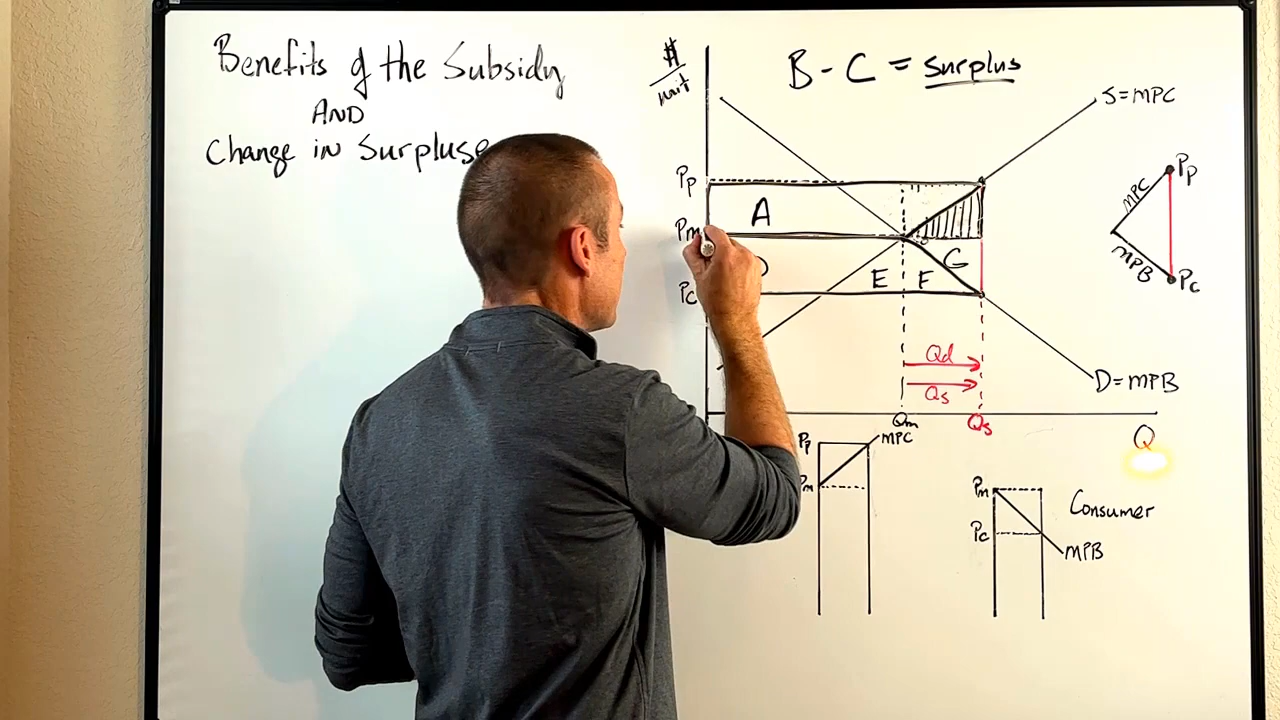 Benefits of the Subsidy
AND
Change in Surpluse
$/unit
B - C = Surplus
S = MPC
Pp
A
Pm
E F G
Pc
Qd
Qs
D = MPB
Qm
Qs
Q
MPC
Pp
MPB
Pc
Pp
MPC
Pm
Pm
Consumer
Pc
MPB